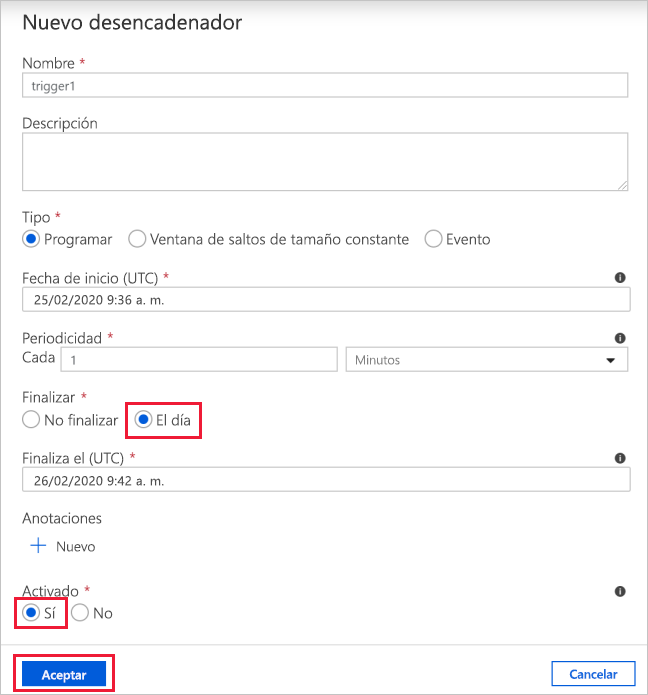 Nuevo desencadenador
Nombre *
trigger1
Descripción
Tipo *
Programar Ventana de saltos de tamaño constante Evento
Fecha de inicio (UTC) *
25/02/2020 9:36 a. m.
Periodicidad *
Cada 1 Minutos
Finalizar *
No finalizar El día
Finaliza el (UTC) *
26/02/2020 9:42 a. m.
Anotaciones
+ Nuevo
Activado *
Sí No
Aceptar Cancelar